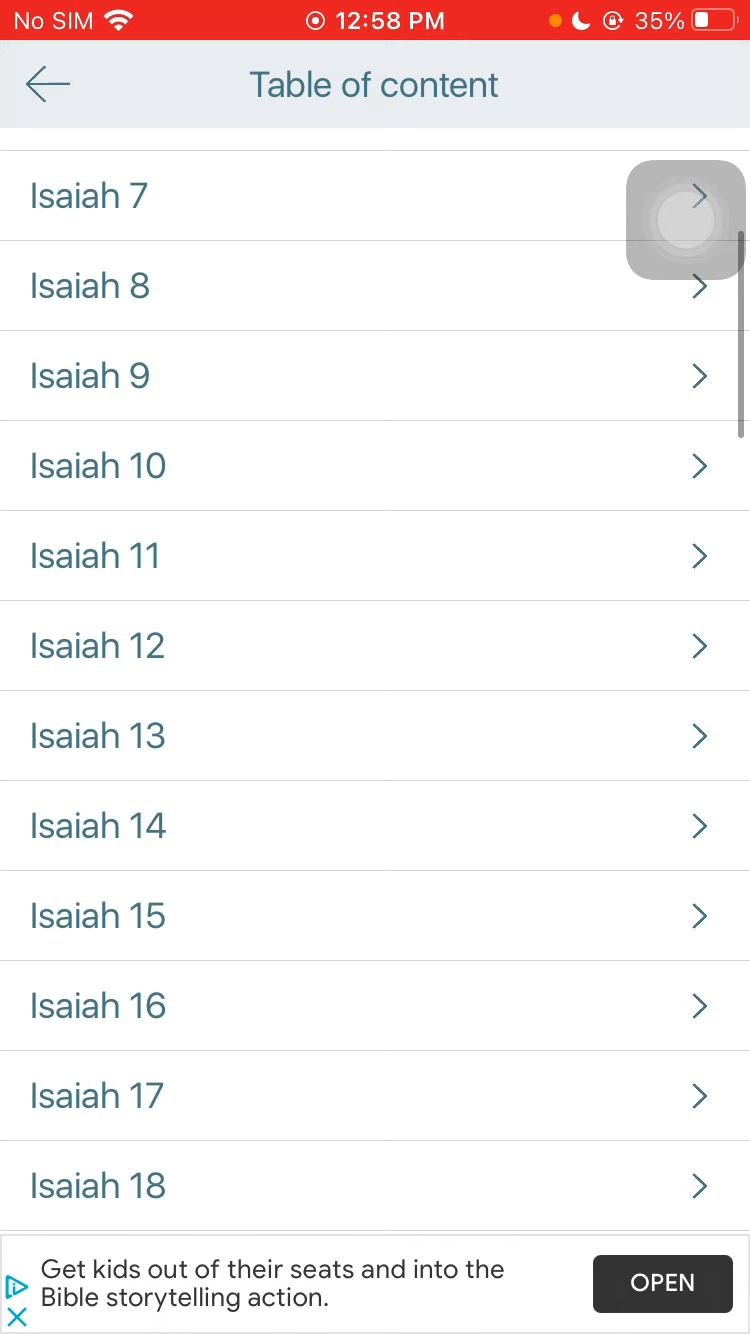 No SIM 12:58 PM 35%
Table of content
Isaiah 7
Isaiah 8
Isaiah 9
Isaiah 10
Isaiah 11
Isaiah 12
Isaiah 13
Isaiah 14
Isaiah 15
Isaiah 16
Isaiah 17
Isaiah 18
Get kids out of their seats and into the
Bible storytelling action.
OPEN